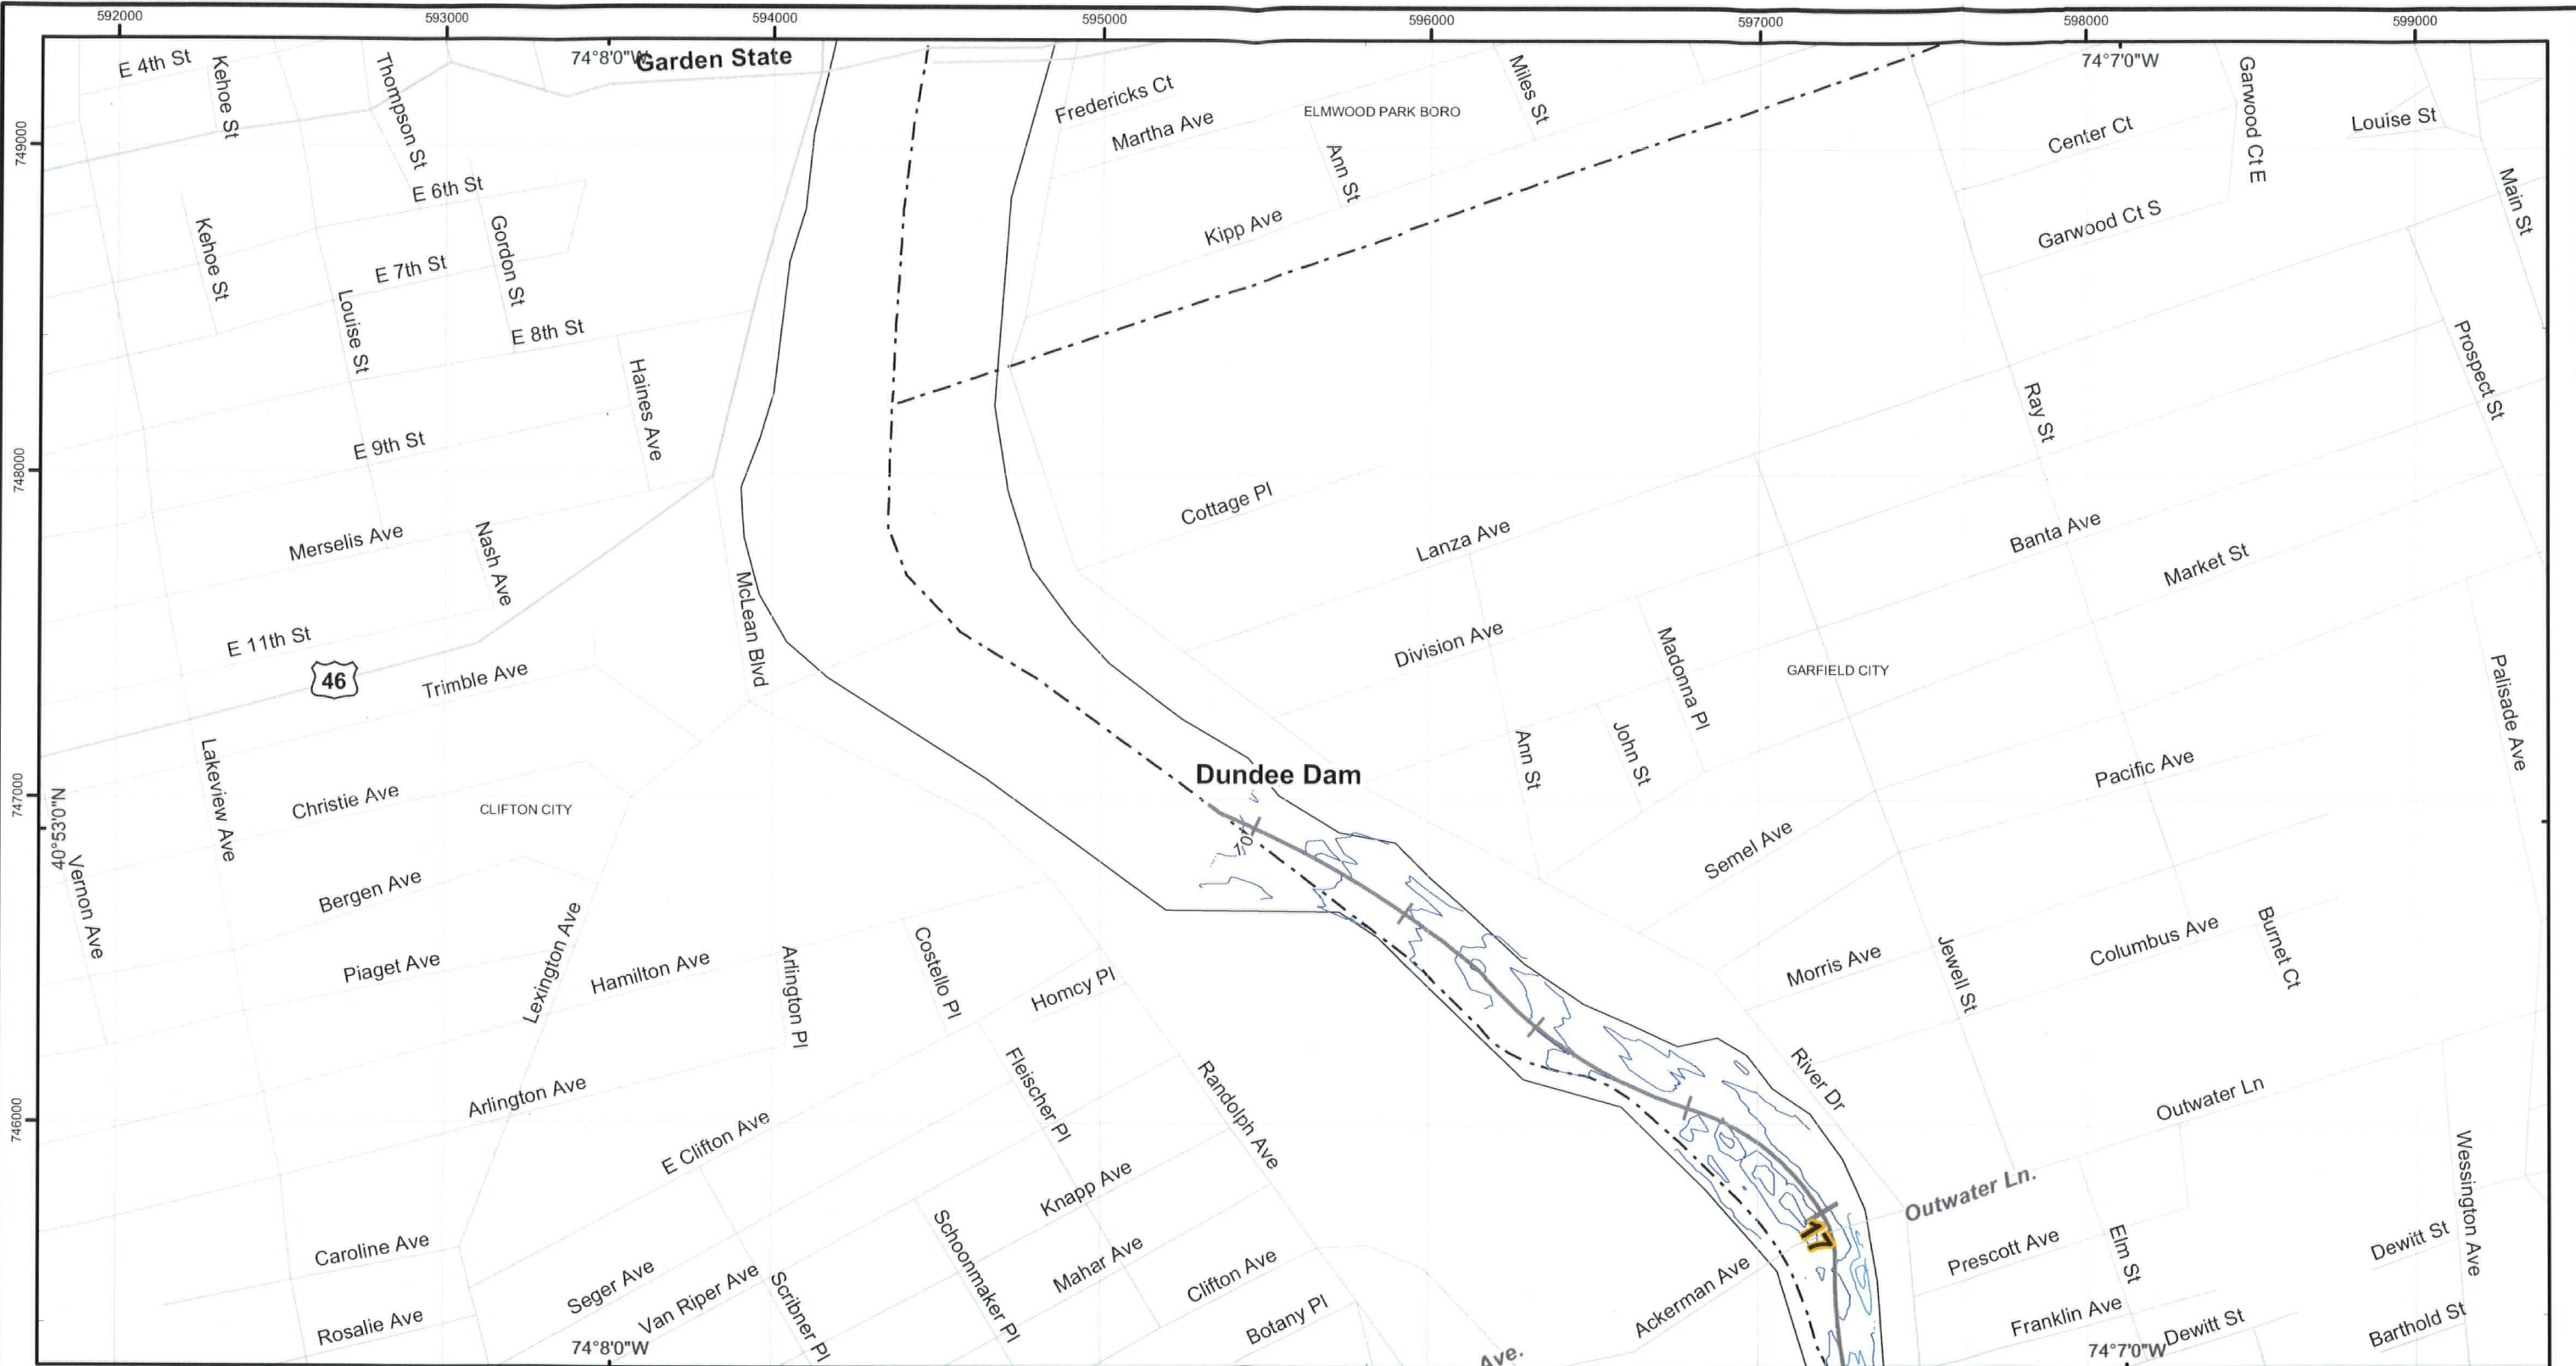 592000 593000 594000 595000 596000 597000 598000 599000
74°8'0"W
Garden State
74°7'0"W
E 4th St
Kehoe St
Thompson St
Fredericks Ct
Martha Ave
Miles St
ELMWOOD PARK BORO
Ann St
Center Ct
Garwood Ct E
Louise St
Main St
749000
E 6th St
Kehoe St
Gordon St
Kipp Ave
Garwood Ct S
E 7th St
Louise St
E 8th St
Haines Ave
Ray St
Prospect St
E 9th St
748000
Cottage Pl
Lanza Ave
Banta Ave
Market St
Merselis Ave
Nash Ave
McLean Blvd
E 11th St
46
Trimble Ave
Division Ave
Madonna Pl
GARFIELD CITY
Palisade Ave
Ann St
John St
Lakeview Ave
Christie Ave
CLIFTON CITY
747000
40°53'0"N
Dundee Dam
Pacific Ave
10
Semel Ave
Vernon Ave
Bergen Ave
Lexington Ave
Piaget Ave
Hamilton Ave
Arlington Pl
Costello Pl
Homcy Pl
Morris Ave
Jewell St
Columbus Ave
Burnet Ct
746000
Arlington Ave
Fleischer Pl
Randolph Ave
River Dr
Outwater Ln
E Clifton Ave
Knapp Ave
Outwater Ln.
Wessington Ave
Caroline Ave
Schoonmaker Pl
Mahar Ave
17
Prescott Ave
Elm St
Dewitt St
Seger Ave
Van Riper Ave
Scribner Pl
Clifton Ave
Ackerman Ave
Rosalie Ave
Botany Pl
Franklin Ave
Dewitt St
Barthold St
74°8'0"W
Ave.
74°7'0"W